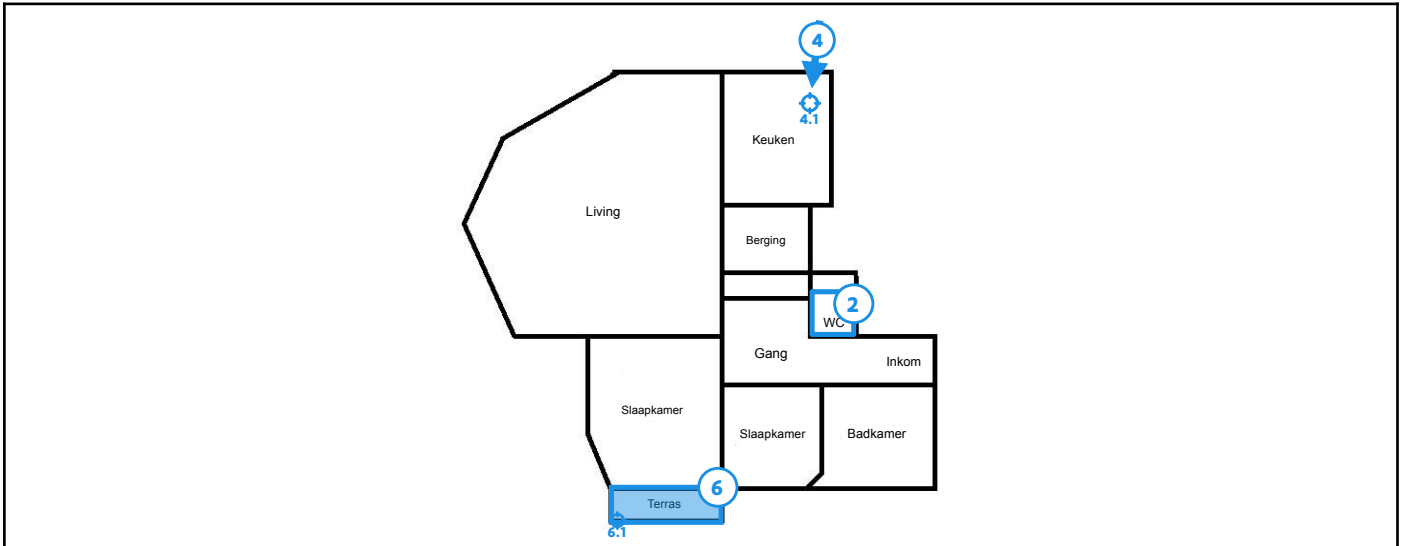 4
4.1
Keuken
Living
Berging
2
WC
Gang
Inkom
Slaapkamer
Slaapkamer
Badkamer
6
Terras
6.1